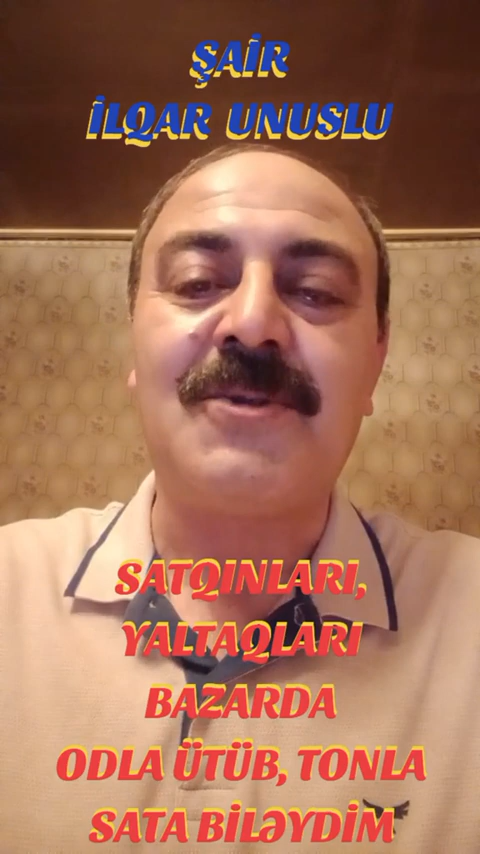 ŞAİR
İLQAR UNUSLU
SATQINLARI,
YALTAQLARI
BAZARDA
ODLA ÜTÜB, TONLA
SATA BİLƏYDİM